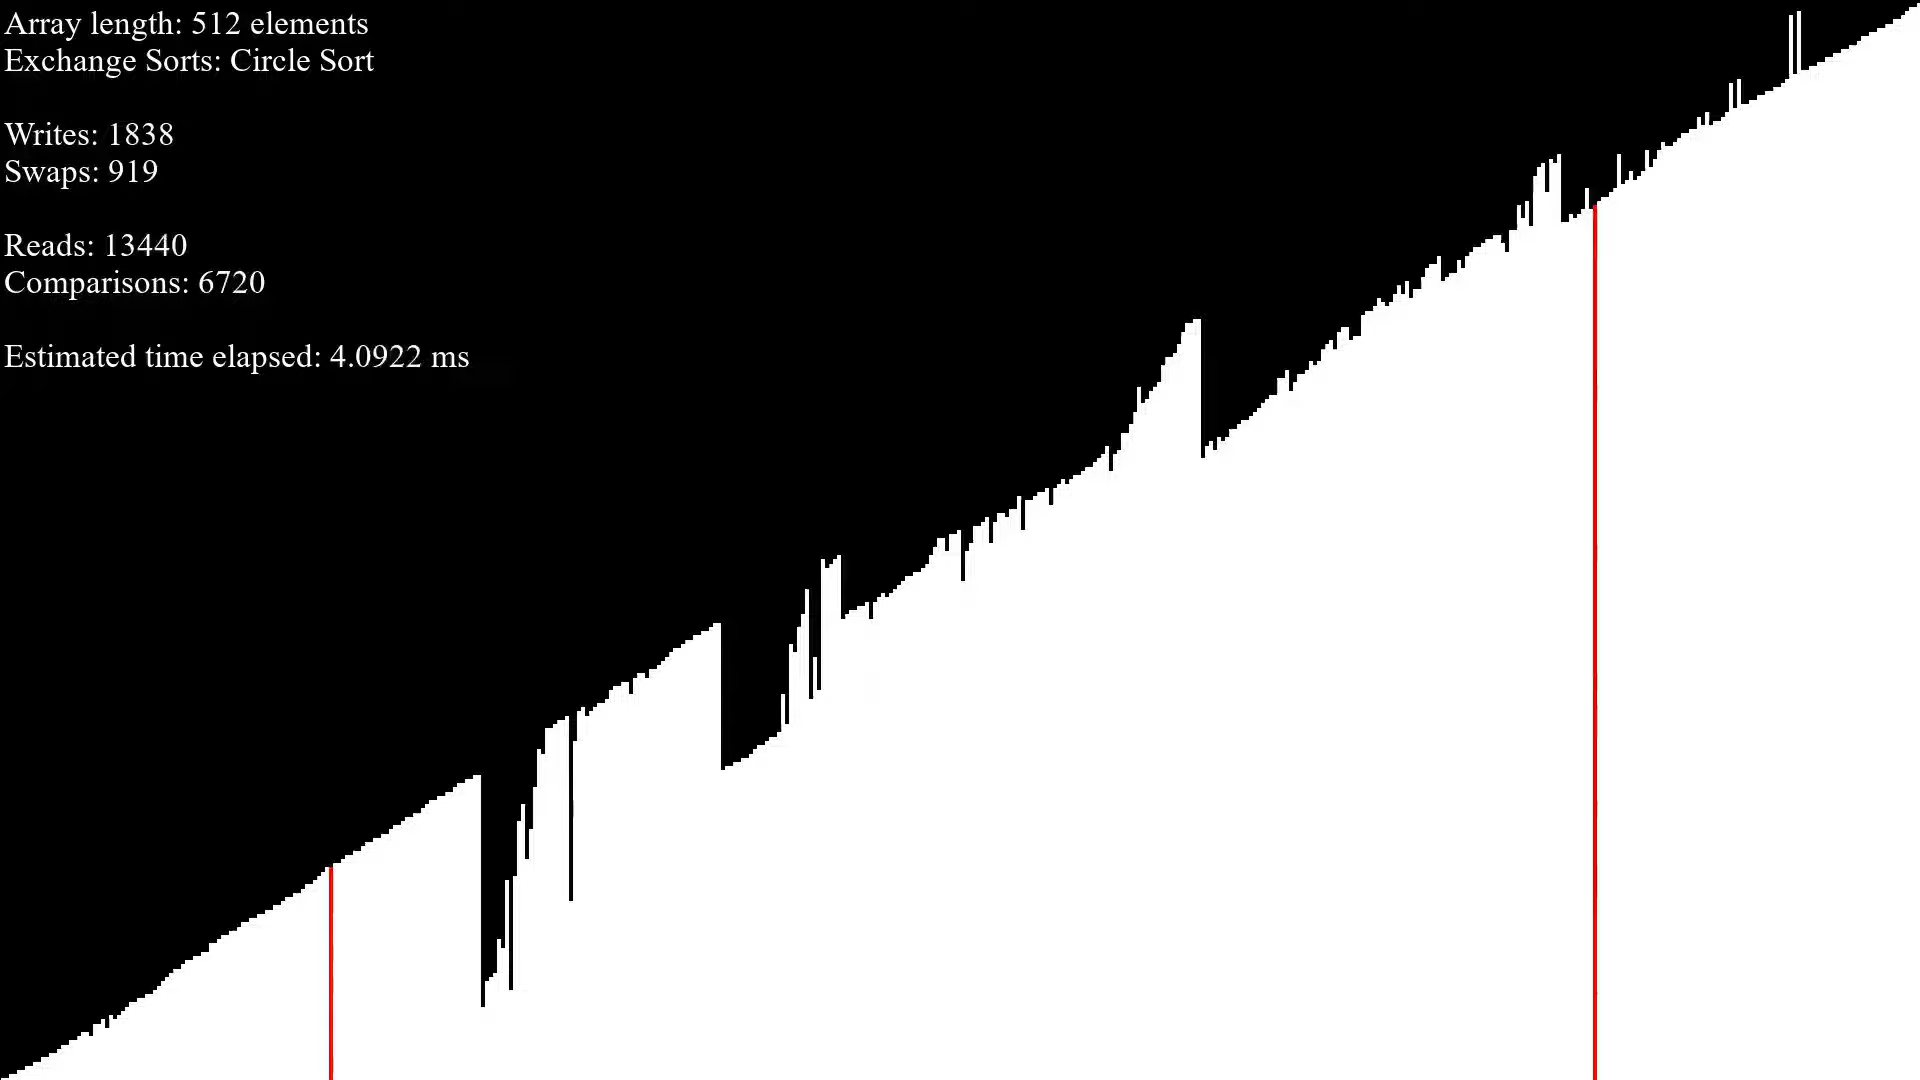 Array length: 512 elements
Exchange Sorts: Circle Sort
Writes: 1838
Swaps: 919
Reads: 13440
Comparisons: 6720
Estimated time elapsed: 4.0922 ms